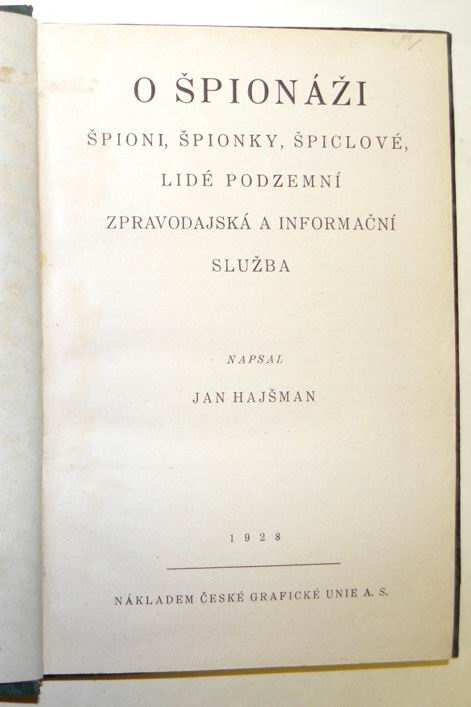 O ŠPIONÁŽI
ŠPIONI, ŠPIONKY, ŠPICLOVÉ,
LIDÉ PODZEMNÍ
ZPRAVODAJSKÁ A INFORMAČNÍ
SLUŽBA
NAPSAL
JAN HAJŠMAN
1928
NÁKLADEM ČESKÉ GRAFICKÉ UNIE A. S.